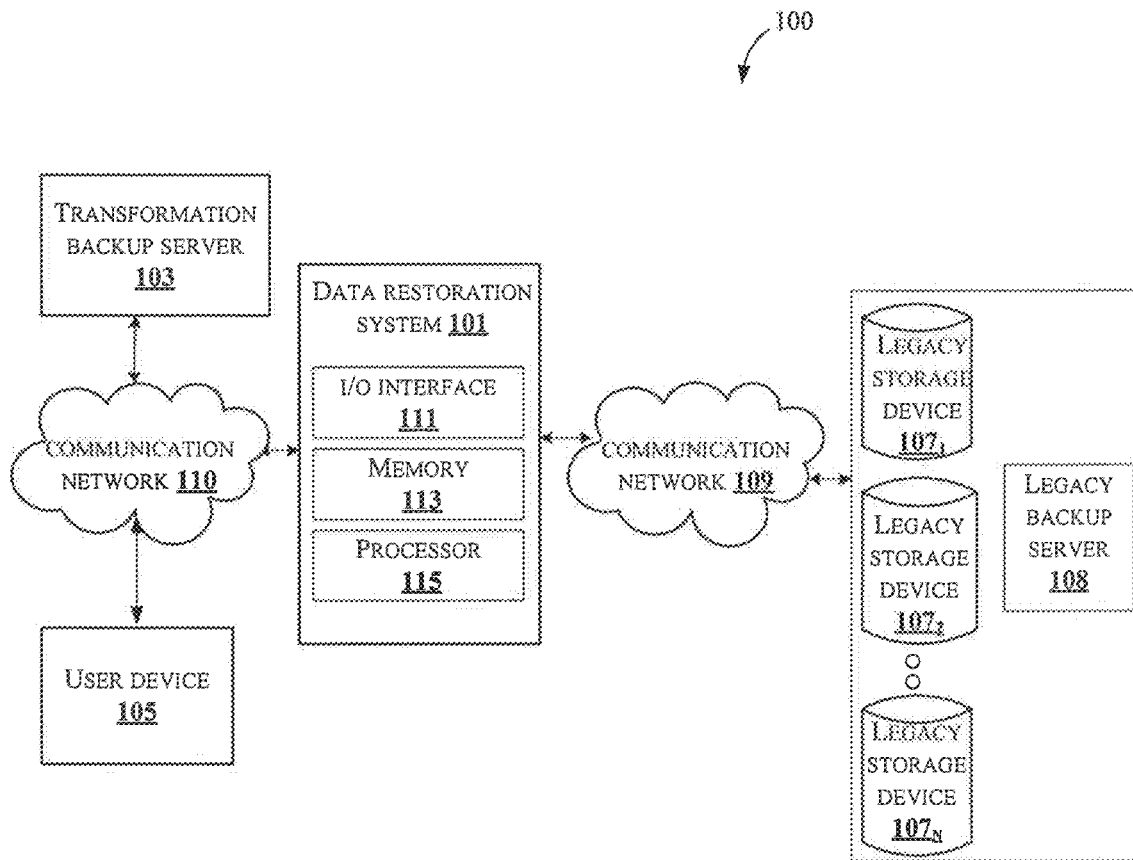 100
TRANSFORMATION
BACKUP SERVER
103
DATA RESTORATION
SYSTEM 101
I/O INTERFACE
111
MEMORY
113
PROCESSOR
115
COMMUNICATION
NETWORK 110
USER DEVICE
105
COMMUNICATION
NETWORK 109
LEGACY
STORAGE
DEVICE
107₁
LEGACY
STORAGE
DEVICE
107₂
LEGACY
STORAGE
DEVICE
107ₙ
LEGACY
BACKUP
SERVER
108